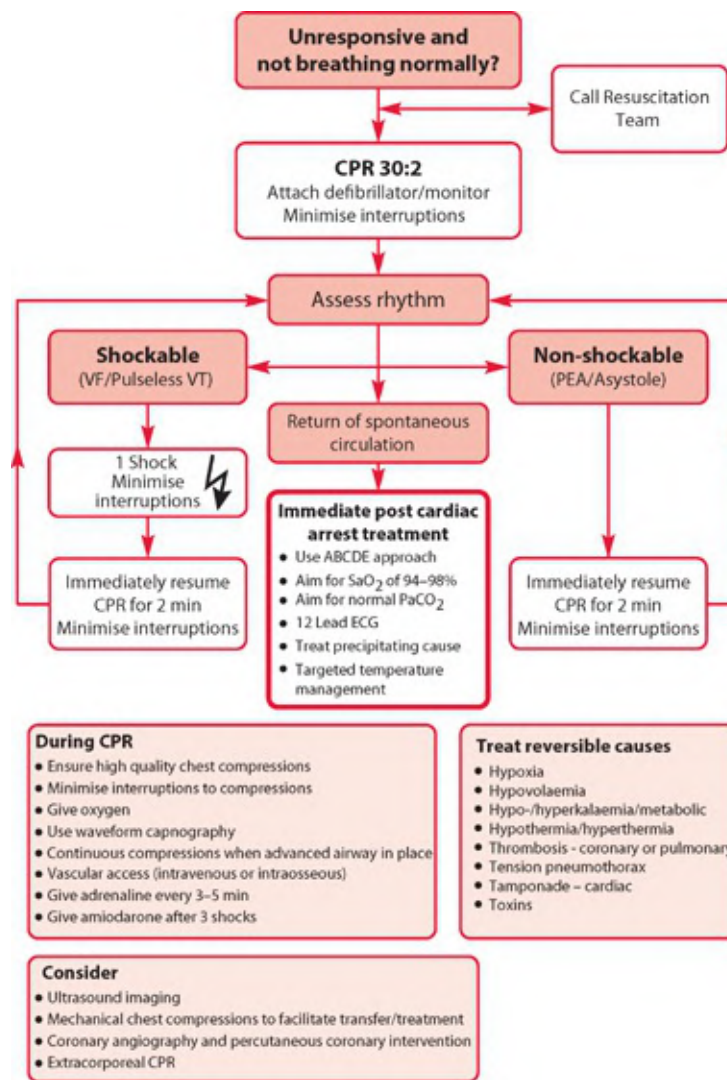 Unresponsive and
not breathing normally?
Call Resuscitation
Team
CPR 30:2
Attach defibrillator/monitor
Minimise interruptions
Assess rhythm
Shockable
(VF/Pulseless VT)
Non-shockable
(PEA/Asystole)
Return of spontaneous
circulation
1 Shock
Minimise
interruptions
Immediate post cardiac
arrest treatment
• Use ABCDE approach
• Aim for SaO₂ of 94–98%
• Aim for normal PaCO₂
• 12 Lead ECG
• Treat precipitating cause
• Targeted temperature
management
Immediately resume
CPR for 2 min
Minimise interruptions
Immediately resume
CPR for 2 min
Minimise interruptions
During CPR
• Ensure high quality chest compressions
• Minimise interruptions to compressions
• Give oxygen
• Use waveform capnography
• Continuous compressions when advanced airway in place
• Vascular access (intravenous or intraosseous)
• Give adrenaline every 3–5 min
• Give amiodarone after 3 shocks
Treat reversible causes
• Hypoxia
• Hypovolaemia
• Hypo-/hyperkalaemia/metabolic
• Hypothermia/hyperthermia
• Thrombosis - coronary or pulmonary
• Tension pneumothorax
• Tamponade – cardiac
• Toxins
Consider
• Ultrasound imaging
• Mechanical chest compressions to facilitate transfer/treatment
• Coronary angiography and percutaneous coronary intervention
• Extracorporeal CPR